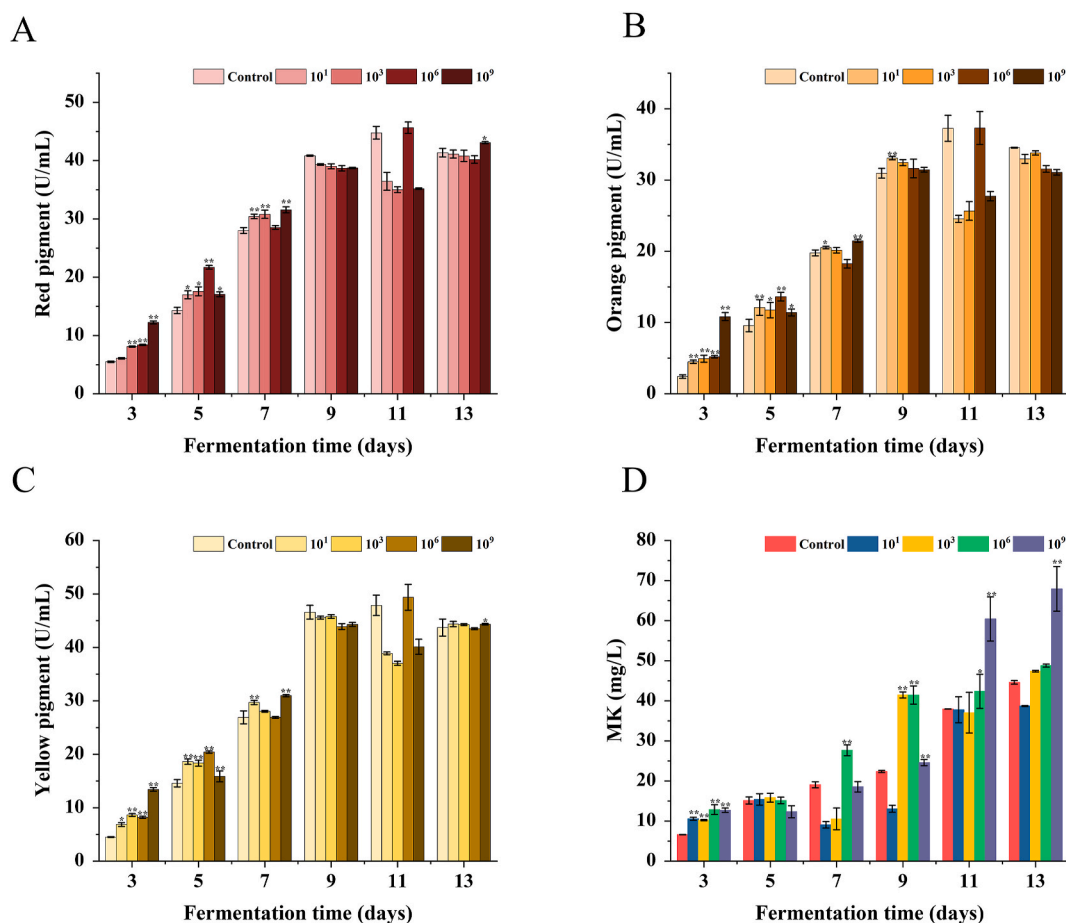 A
Control 10¹ 10³ 10⁶ 10⁹
Red pigment (U/mL)
50
40
30
20
10
0
** ** ** * * ** * ** ** ** *
3 5 7 9 11 13
Fermentation time (days)
B
Control 10¹ 10³ 10⁶ 10⁹
Orange pigment (U/mL)
40
30
20
10
0
** ** ** ** ** * ** * * ** **
3 5 7 9 11 13
Fermentation time (days)
C
Control 10¹ 10³ 10⁶ 10⁹
Yellow pigment (U/mL)
60
50
40
30
20
10
0
* ** ** ** ** ** ** ** ** ** *
3 5 7 9 11 13
Fermentation time (days)
D
Control 10¹ 10³ 10⁶ 10⁹
MK (mg/L)
80
70
60
50
40
30
20
10
0
** ** ** ** ** ** ** ** * ** **
3 5 7 9 11 13
Fermentation time (days)